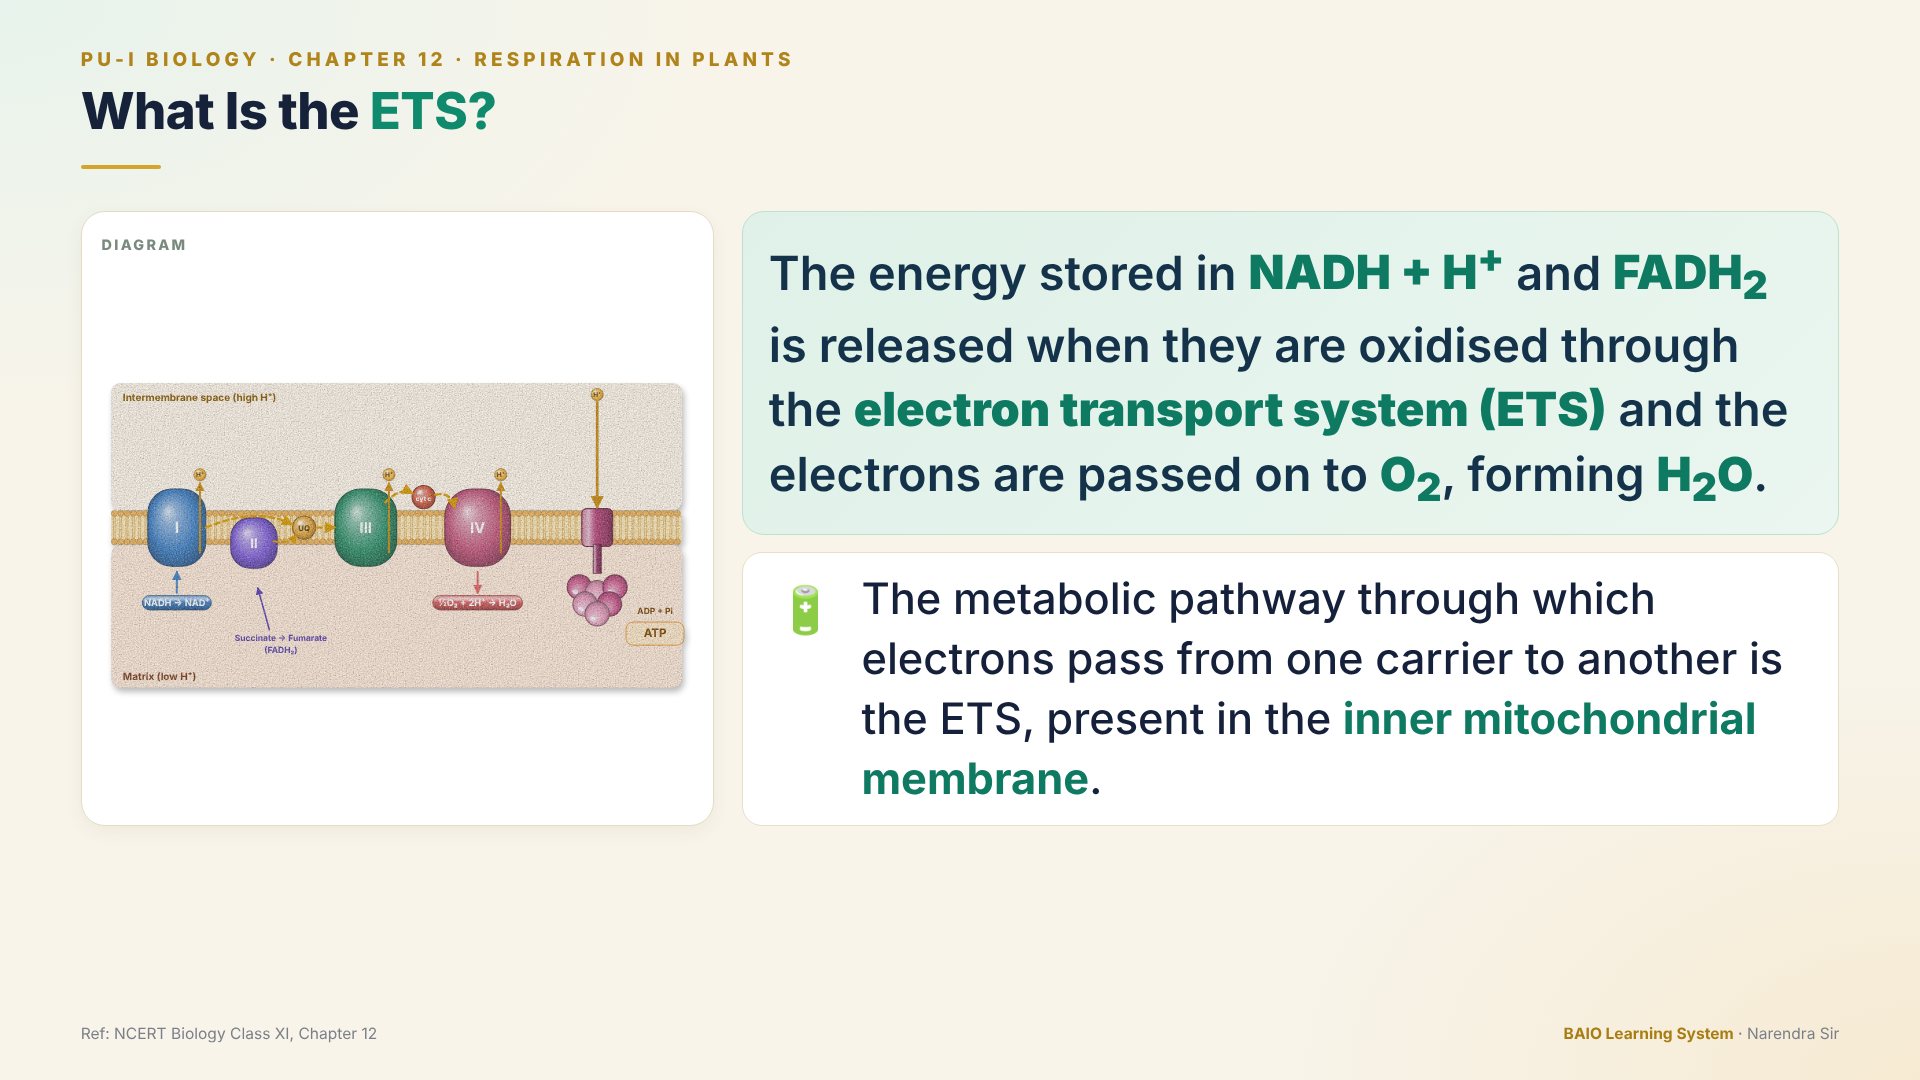 PU-I BIOLOGY · CHAPTER 12 · RESPIRATION IN PLANTS
What Is the ETS?
DIAGRAM
Intermembrane space (high H⁺)
H⁺
H⁺
H⁺
H⁺
cyt c
I
II
UQ
III
IV
NADH → NAD⁺
½O₂ + 2H⁺ → H₂O
Succinate → Fumarate
(FADH₂)
ADP + Pi
ATP
Matrix (low H⁺)
The energy stored in NADH + H⁺ and FADH₂
is released when they are oxidised through
the electron transport system (ETS) and the
electrons are passed on to O₂, forming H₂O.
The metabolic pathway through which
electrons pass from one carrier to another is
the ETS, present in the inner mitochondrial
membrane.
Ref: NCERT Biology Class XI, Chapter 12
BAIO Learning System · Narendra Sir